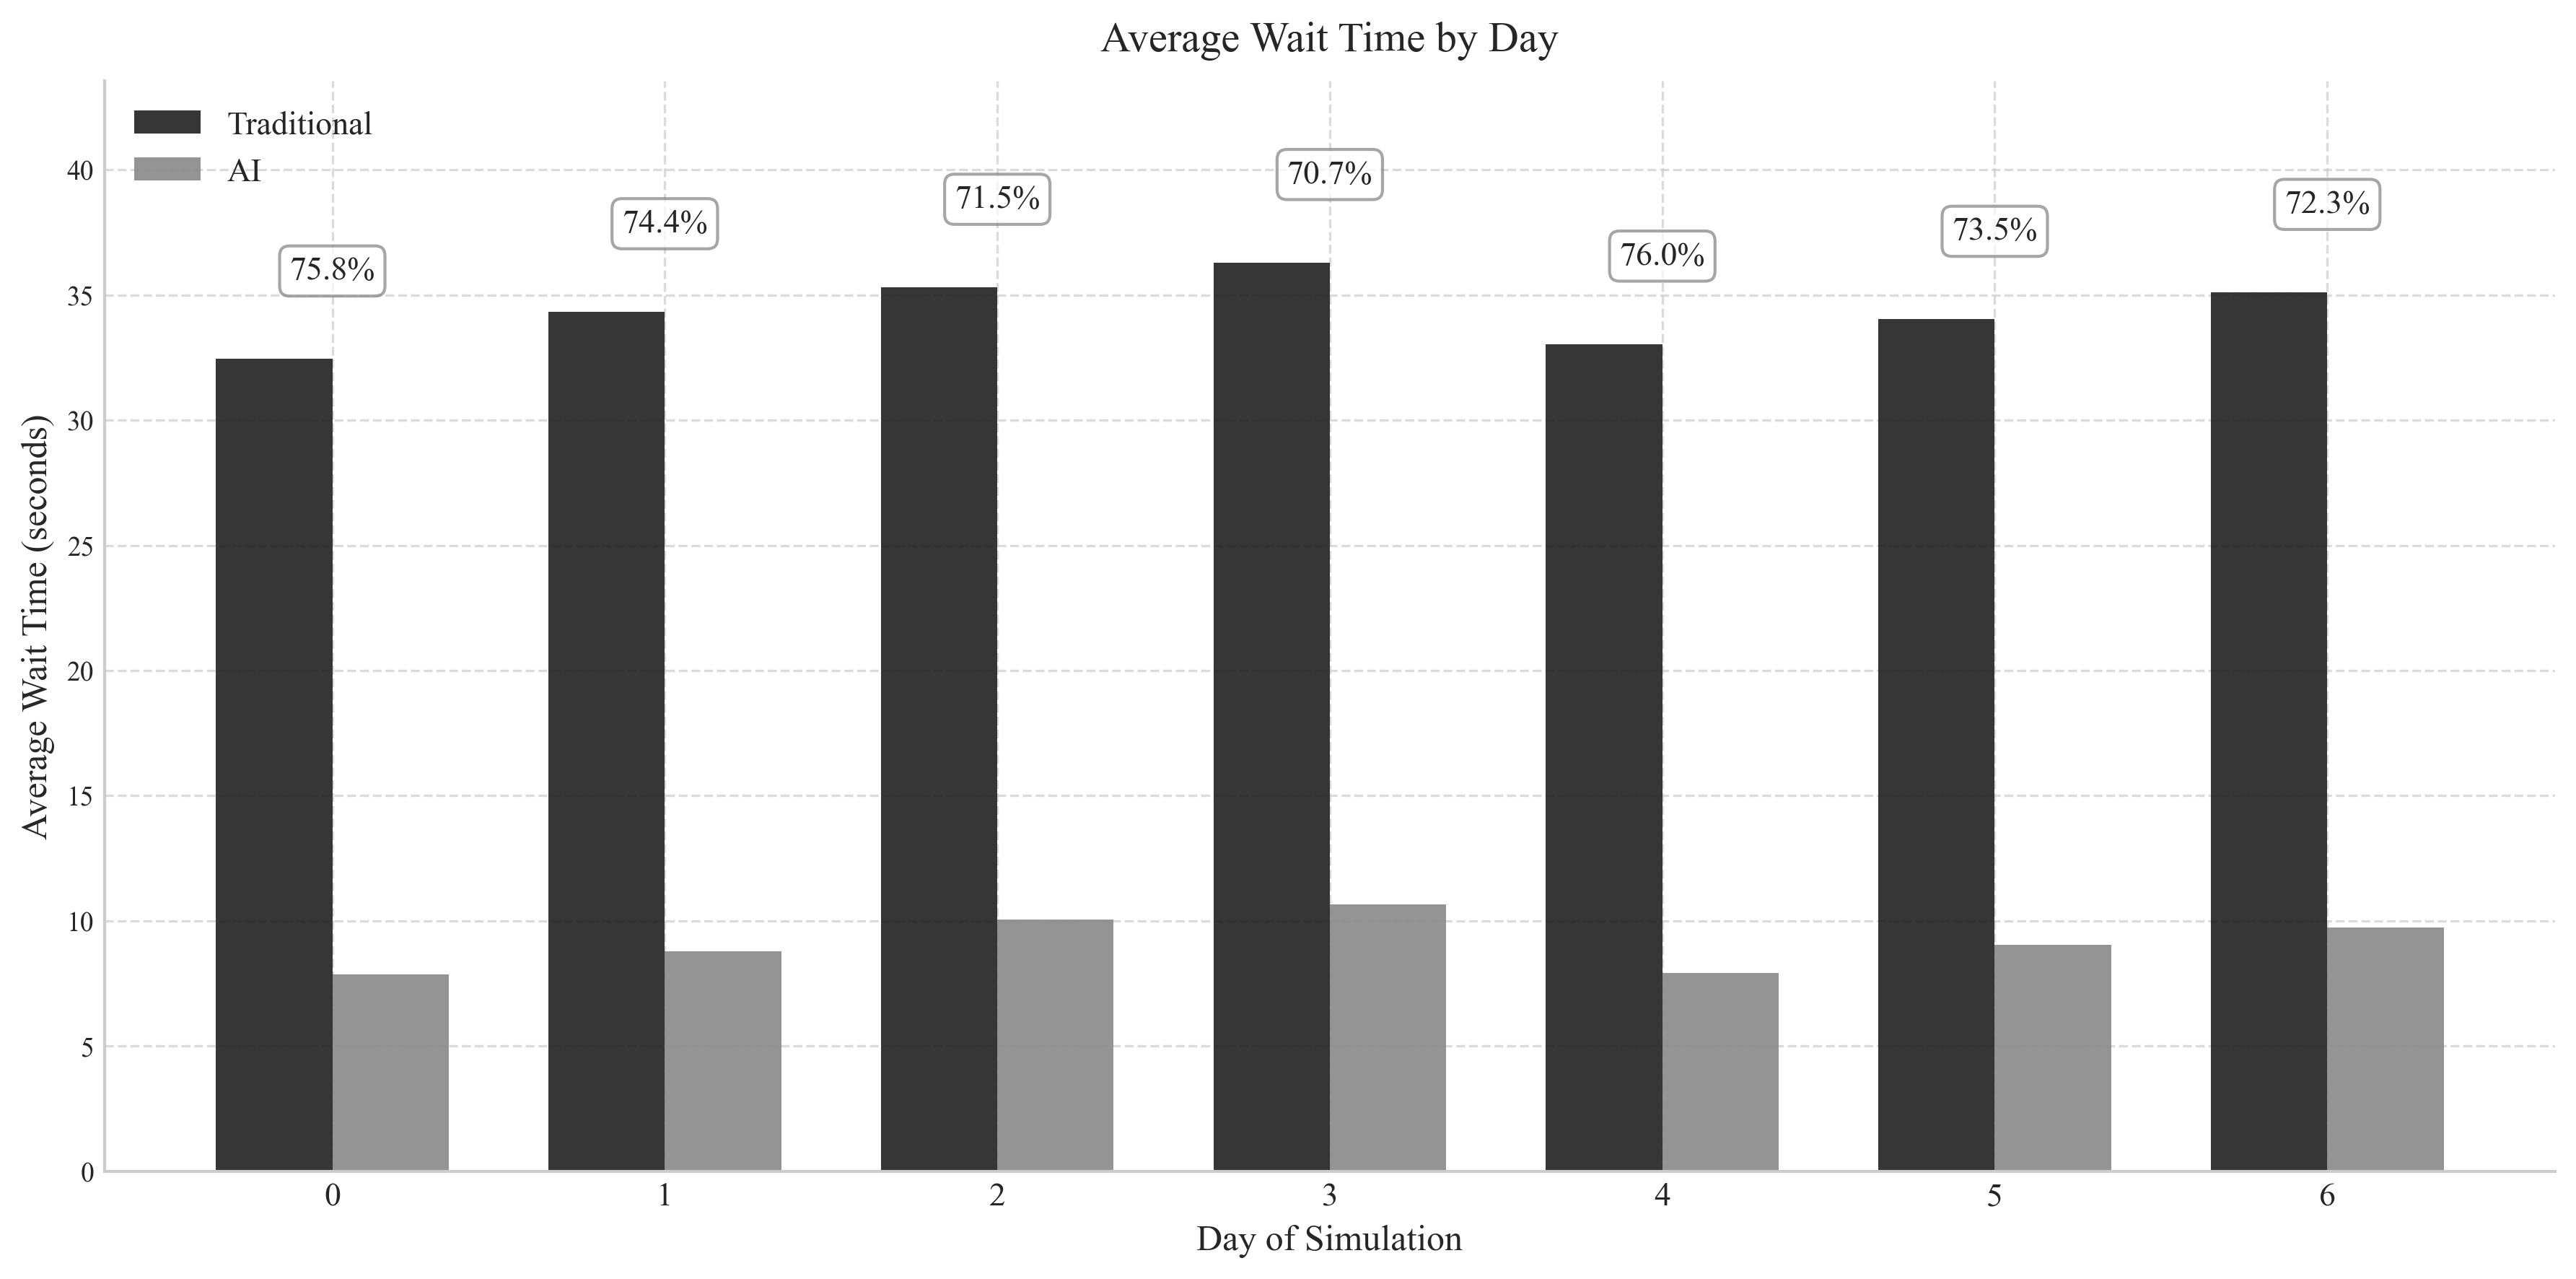 Average Wait Time by Day
Traditional
AI
75.8%
74.4%
71.5%
70.7%
76.0%
73.5%
72.3%
Average Wait Time (seconds)
40
35
30
25
20
15
10
5
0
0 1 2 3 4 5 6
Day of Simulation